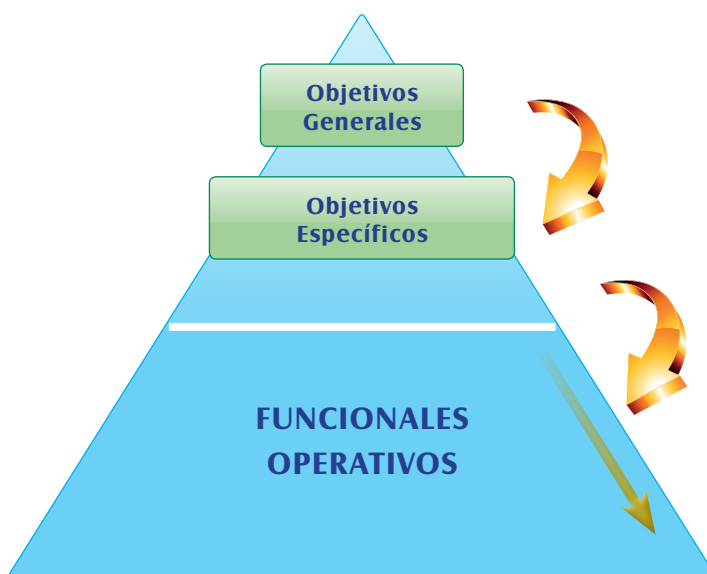 Objetivos
Generales
Objetivos
Específicos
FUNCIONALES
OPERATIVOS